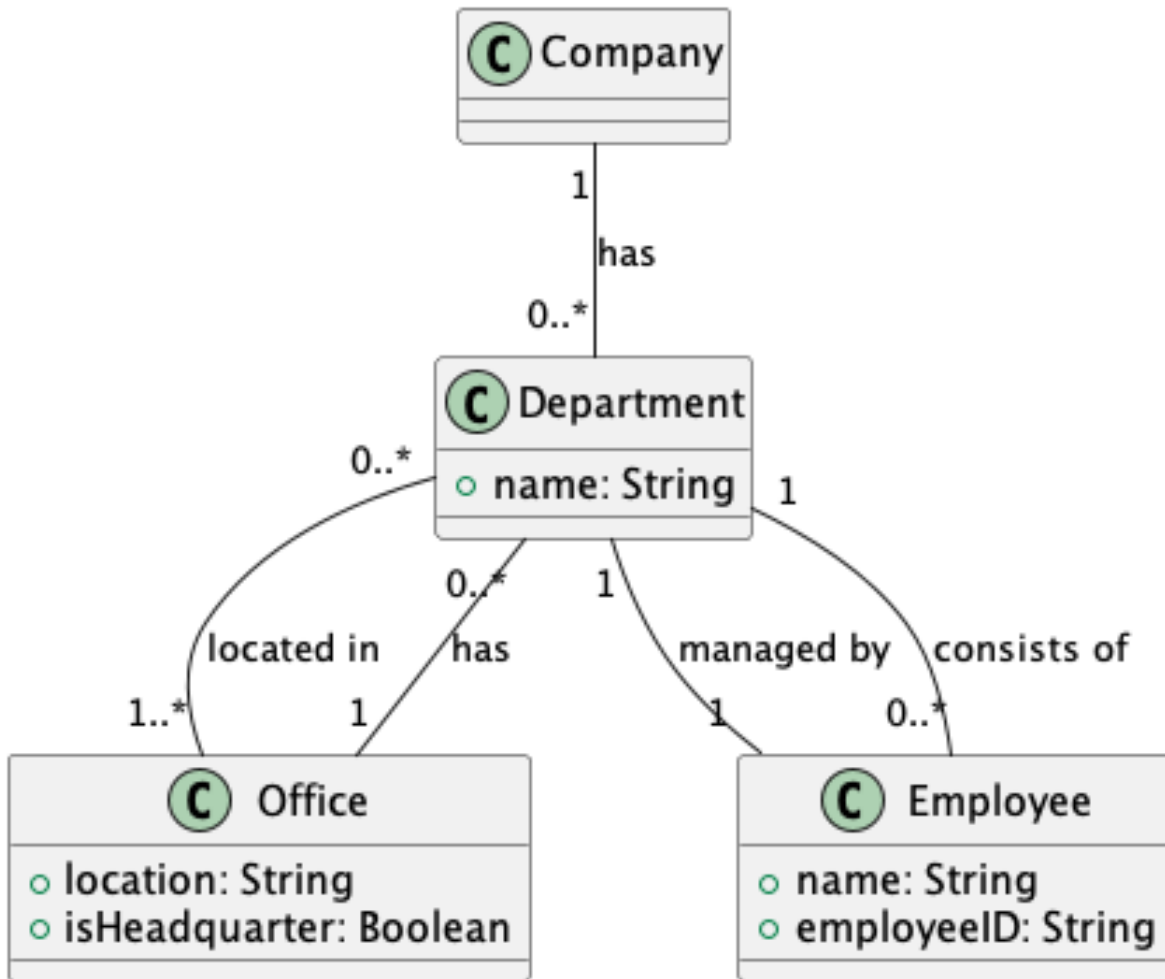 C Company
1
has
0..*
C Department
name: String
0..*
1
0..*
1
located in
has
managed by
consists of
1..*
1
1
0..*
C Office
location: String
isHeadquarter: Boolean
C Employee
name: String
employeeID: String